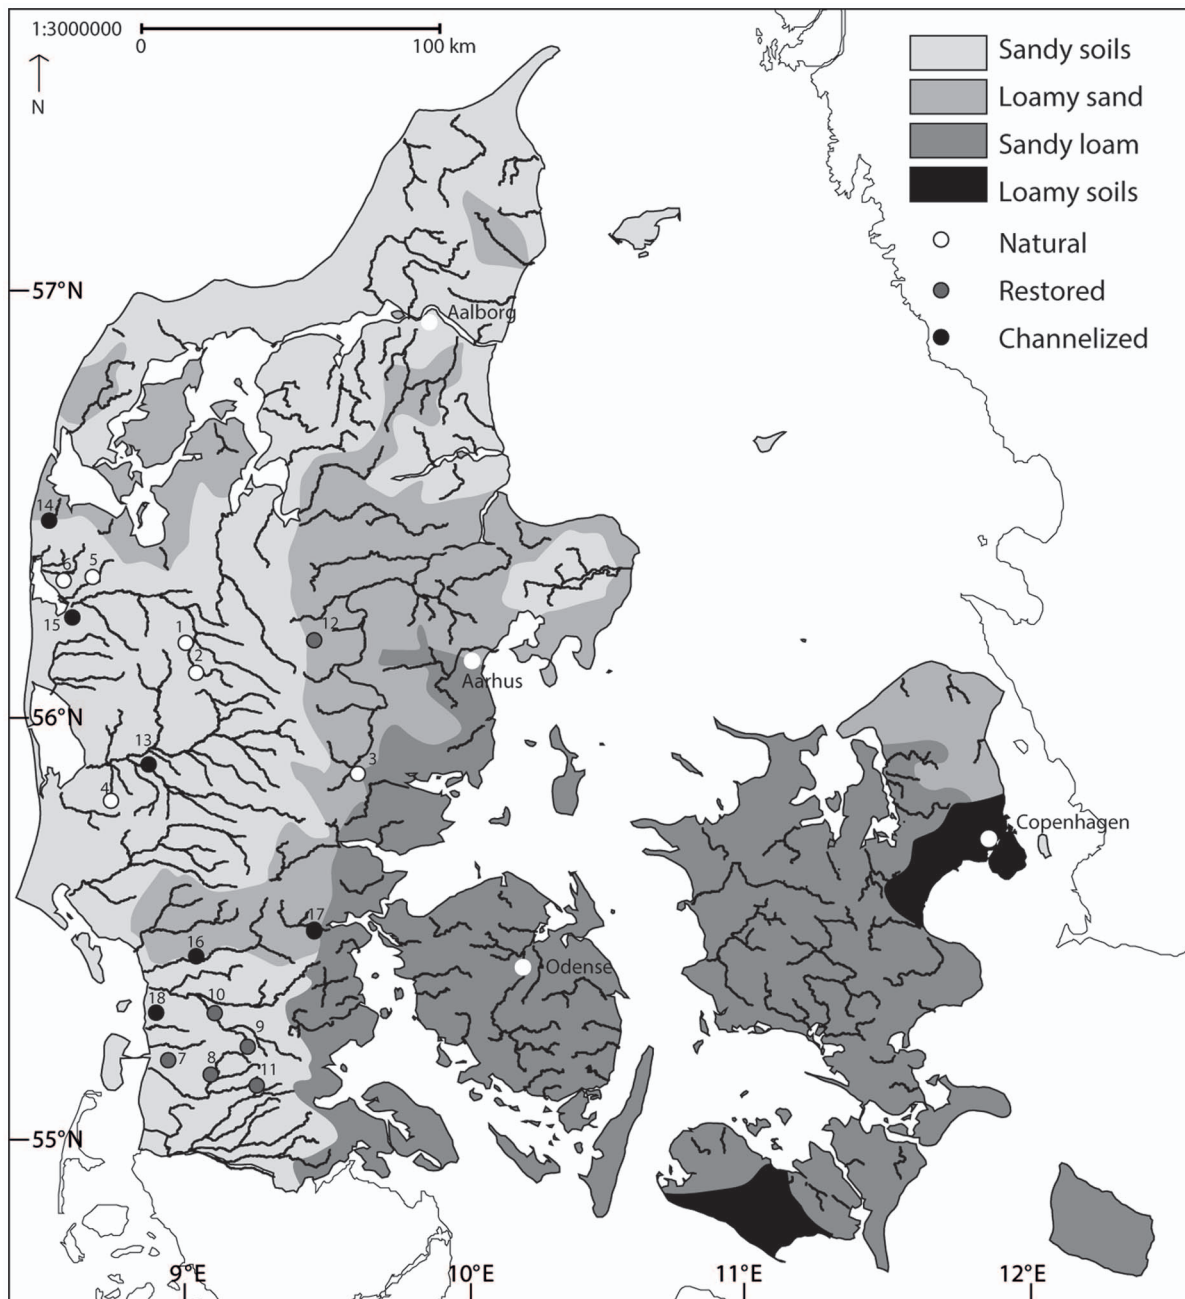 1:3000000
0
100 km
N
Sandy soils
Loamy sand
Sandy loam
Loamy soils
Natural
Restored
Channelized
57°N
Aalborg
14
6
5
15
1
12
2
Aarhus
56°N
13
3
4
Copenhagen
17
16
Odense
18
10
9
7
8
11
55°N
9°E
10°E
11°E
12°E